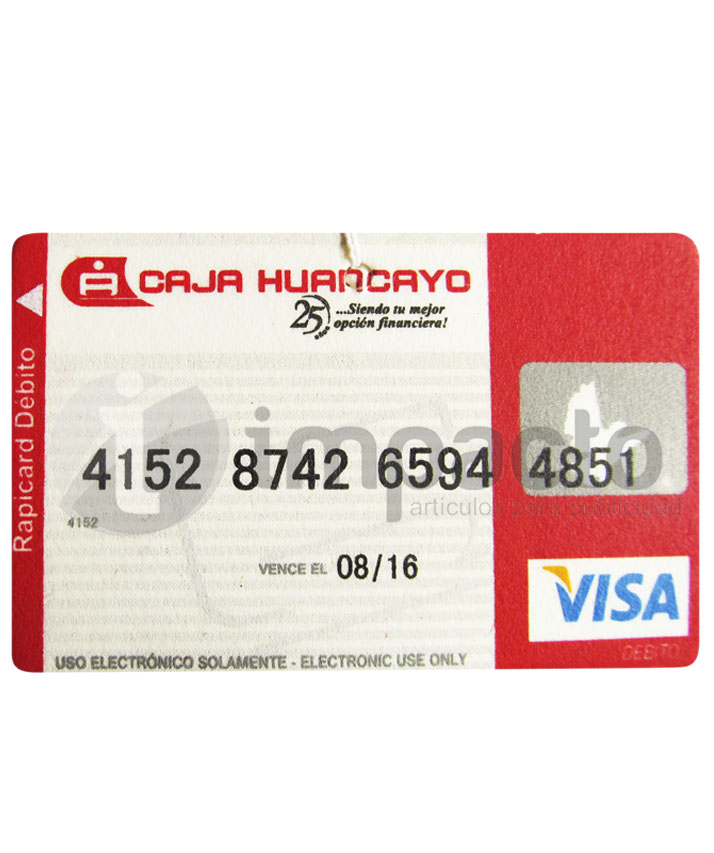 CAJA HUANCAYO
25 años
...Siendo tu mejor
opción financiera!
Rapicard Débito
impacto
artículos para publicidad
4152 8742 6594 4851
4152
VENCE EL 08/16
VISA
DEBITO
USO ELECTRÓNICO SOLAMENTE - ELECTRONIC USE ONLY